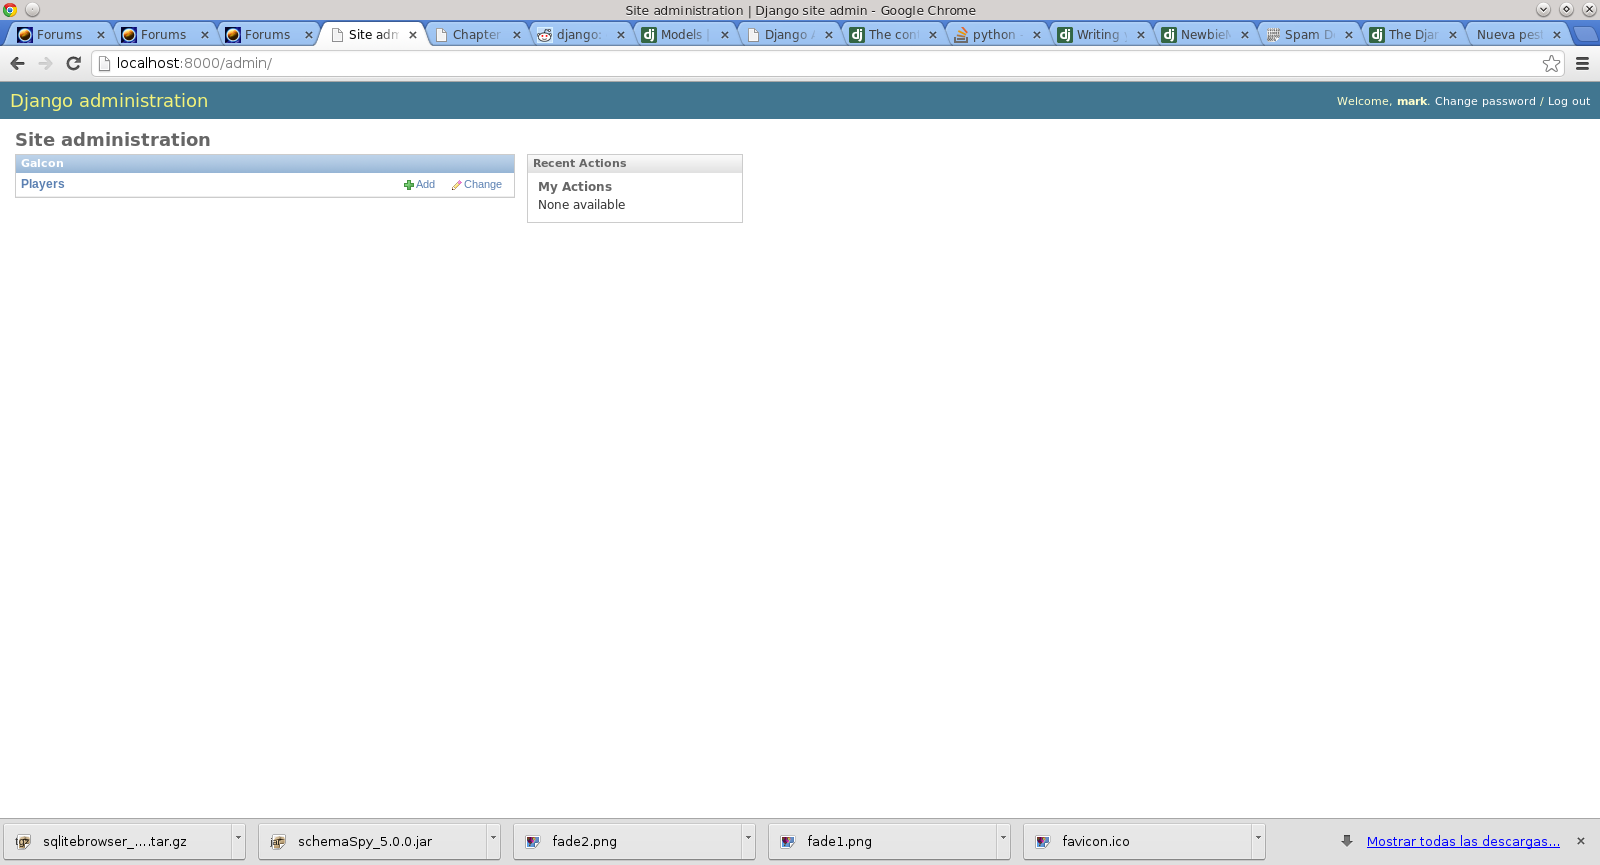 Site administration | Django site admin - Google Chrome
Forums Forums Forums Site adm Chapter django: Models Django A The con python - Writing y Newbie Spam D The Djan Nueva pest
localhost:8000/admin/
Django administration
Welcome, mark. Change password / Log out
Site administration
Galcon
Players Add Change
Recent Actions
My Actions
None available
sqlitebrowser_....tar.gz schemaSpy_5.0.0.jar fade2.png fade1.png favicon.ico Mostrar todas las descargas...